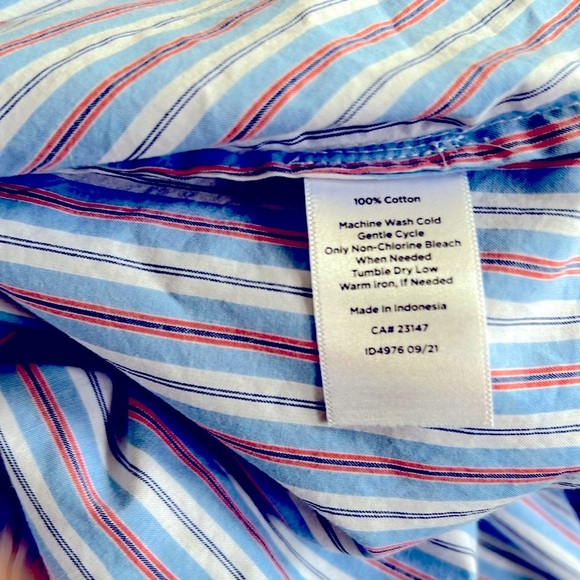 100% Cotton
Machine Wash Cold
Gentle Cycle
Only Non-Chlorine Bleach
When Needed
Tumble Dry Low
Warm Iron, If Needed
Made in Indonesia
CA# 23147
ID4976 09/21